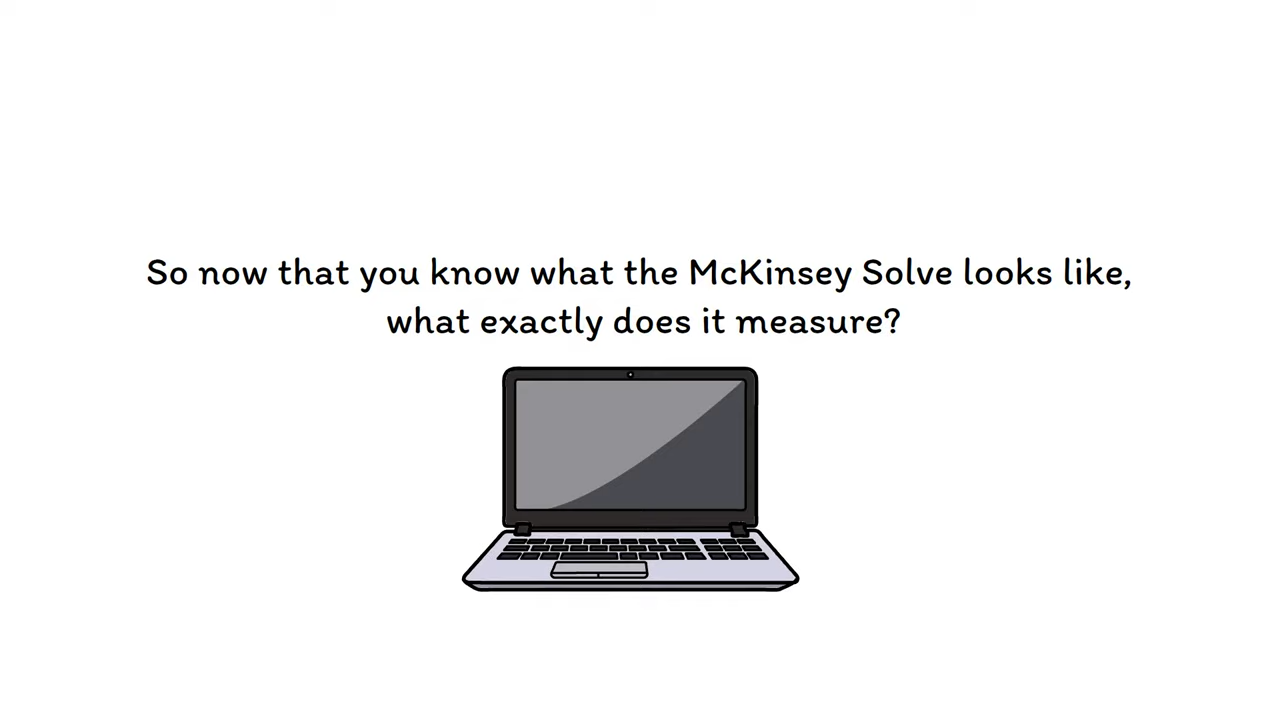 So now that you know what the McKinsey Solve looks like,
what exactly does it measure?